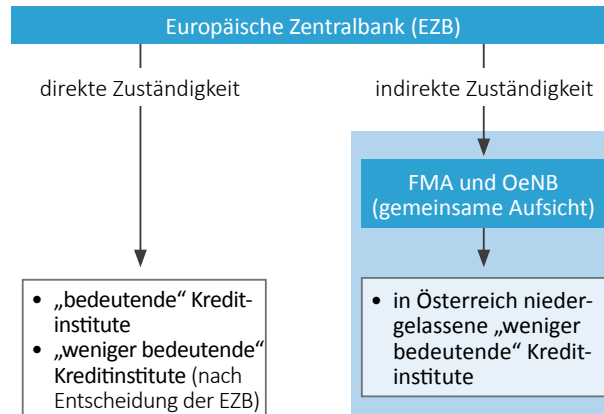 Europäische Zentralbank (EZB)
direkte Zuständigkeit
indirekte Zuständigkeit
FMA und OeNB
(gemeinsame Aufsicht)
• „bedeutende“ Kredit-
institute
• „weniger bedeutende“
Kreditinstitute (nach
Entscheidung der EZB)
• in Österreich nieder-
gelassene „weniger
bedeutende“ Kredit-
institute